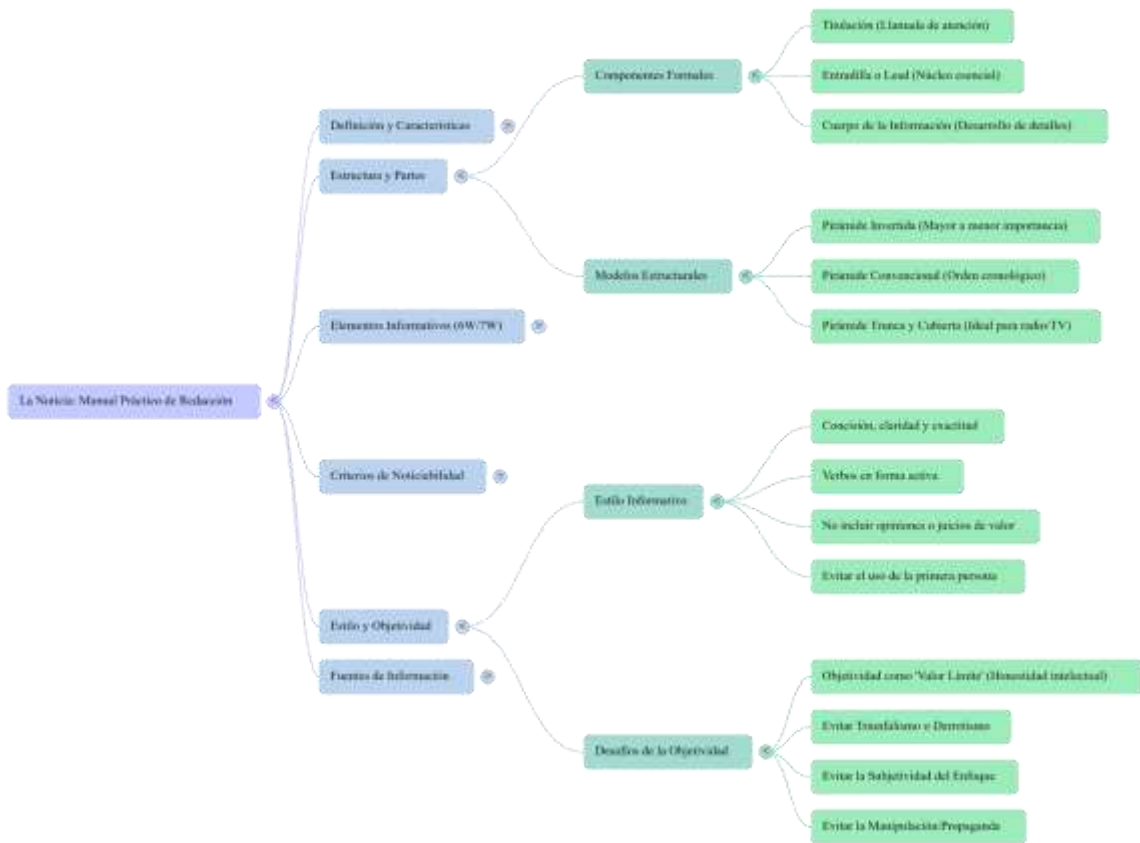 La Noticia: Manual Práctico de Redacción
Definición y Características
Estructura y Partes
Componentes Formales
Titulación (Llamada de atención)
Entradilla o Lead (Núcleo esencial)
Cuerpo de la Información (Desarrollo de detalles)
Modelos Estructurales
Pirámide Invertida (Mayor a menor importancia)
Pirámide Convencional (Orden cronológico)
Pirámide Trunca y Cubierta (Ideal para radio/TV)
Elementos Informativos (6W/7W)
Criterios de Noticiabilidad
Estilo y Objetividad
Estilo Informativo
Concisión, claridad y exactitud
Verbos en forma activa
No incluir opiniones o juicios de valor
Evitar el uso de la primera persona
Desafíos de la Objetividad
Objetividad como 'Valor Límite' (Honestidad intelectual)
Evitar Triunfalismo o Derrotismo
Evitar la Subjetividad del Enfoque
Evitar la Manipulación/Propaganda
Fuentes de Información